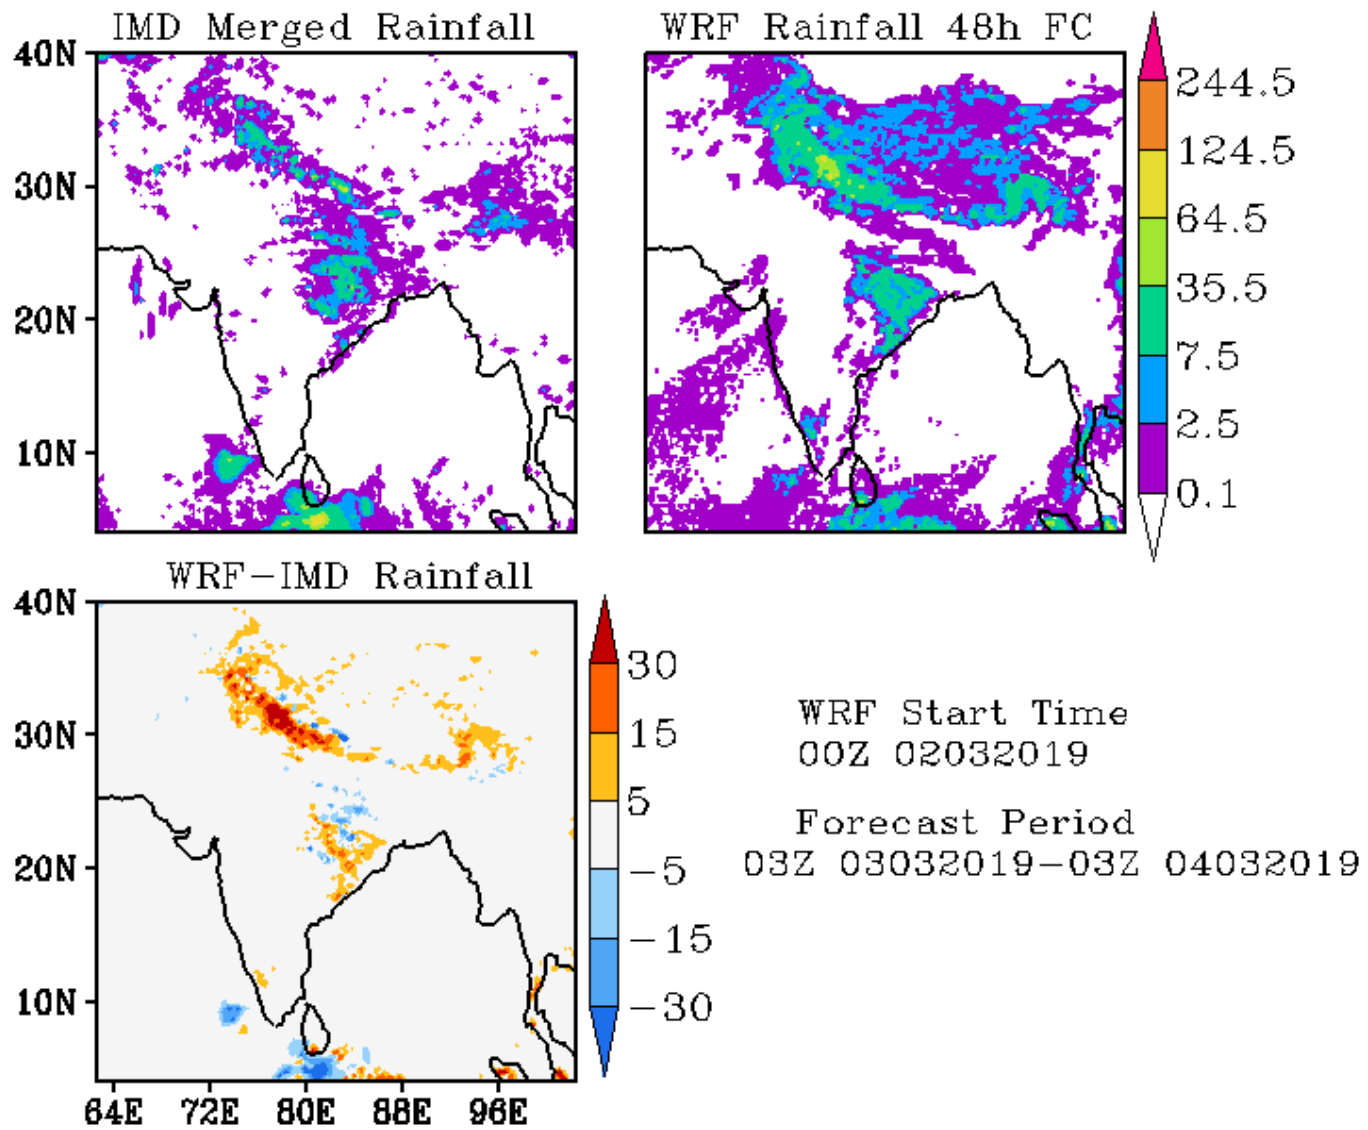 IMD Merged Rainfall
WRF Rainfall 48h FC
40N
30N
20N
10N
244.5
124.5
64.5
35.5
7.5
2.5
0.1
WRF-IMD Rainfall
40N
30N
20N
10N
64E 72E 80E 88E 96E
30
15
5
-5
-15
-30
WRF Start Time
00Z 02032019
Forecast Period
03Z 03032019-03Z 04032019